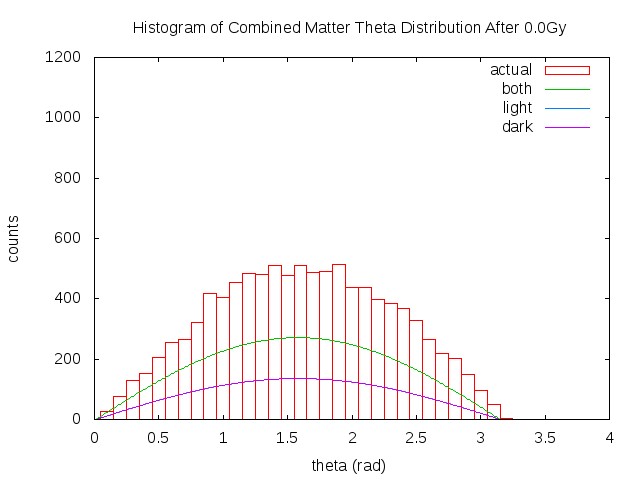 Histogram of Combined Matter Theta Distribution After 0.0Gy
1200
1000
800
600
400
200
0
counts
actual
both
light
dark
0 0.5 1 1.5 2 2.5 3 3.5 4
theta (rad)